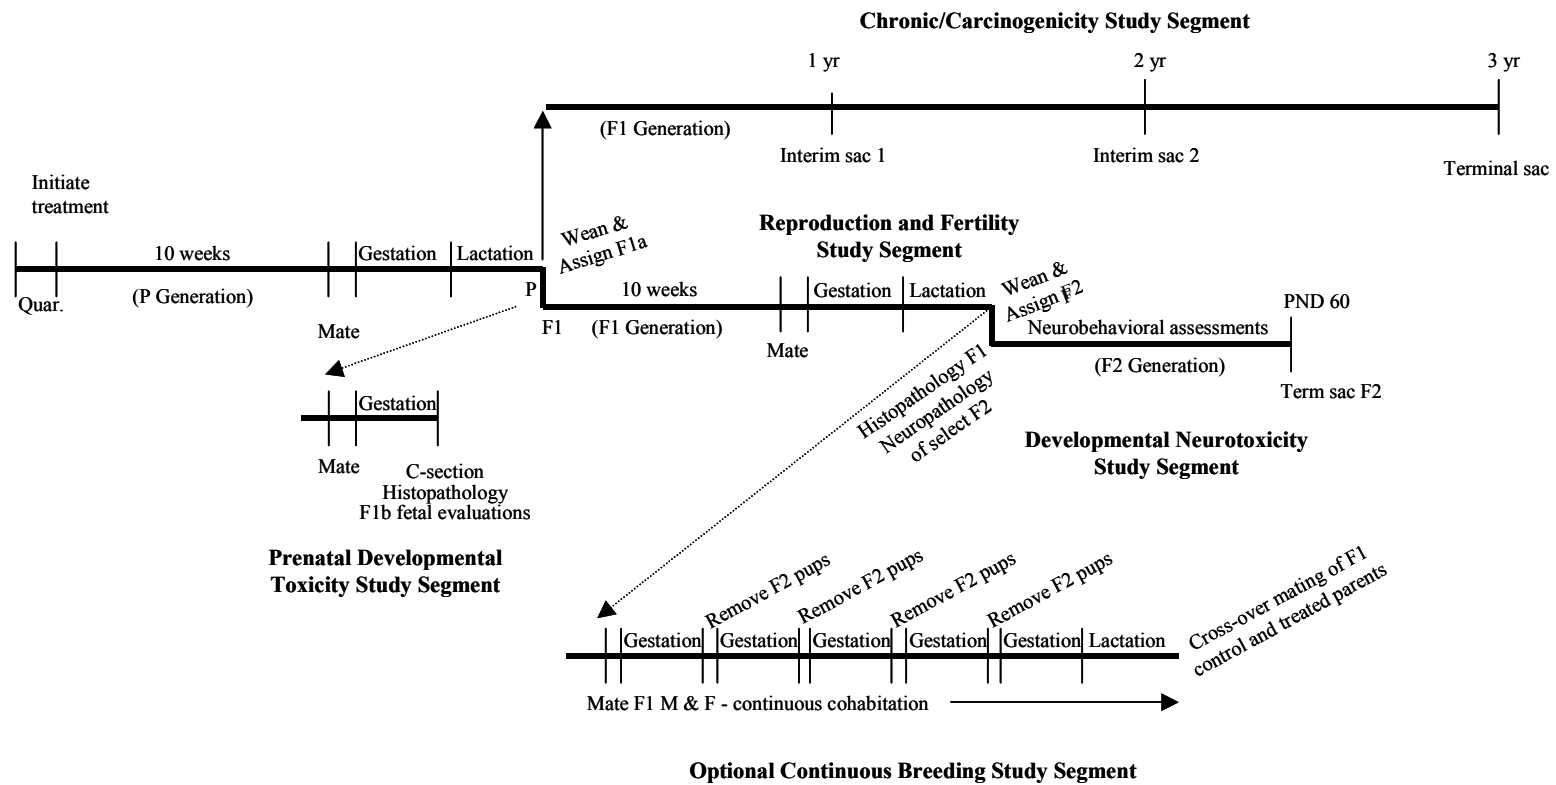 Chronic/Carcinogenicity Study Segment
1 yr
2 yr
3 yr
(F1 Generation)
Interim sac 1
Interim sac 2
Terminal sac
Initiate
treatment
Quar.
10 weeks
(P Generation)
Mate
Gestation
Lactation
P
F1
Wean &
Assign F1a
Reproduction and Fertility
Study Segment
10 weeks
(F1 Generation)
Mate
Gestation
Lactation
Wean &
Assign F2
Neurobehavioral assessments
(F2 Generation)
PND 60
Term sac F2
Histopathology F1
Neuropathology
of select F2
Developmental Neurotoxicity
Study Segment
Gestation
Mate
C-section
Histopathology
F1b fetal evaluations
Prenatal Developmental
Toxicity Study Segment
Remove F2 pups
Remove F2 pups
Remove F2 pups
Remove F2 pups
Gestation
Gestation
Gestation
Gestation
Gestation
Lactation
Cross-over mating of F1
control and treated parents
Mate F1 M & F - continuous cohabitation
Optional Continuous Breeding Study Segment